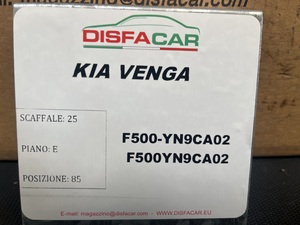 DISFACAR
KIA VENGA
SCAFFALE: 25
F500-YN9CA02
PIANO: E
F500YN9CA02
POSIZIONE: 85
E-mail: magazzino@disfacar.com WWW.DISFACAR.EU